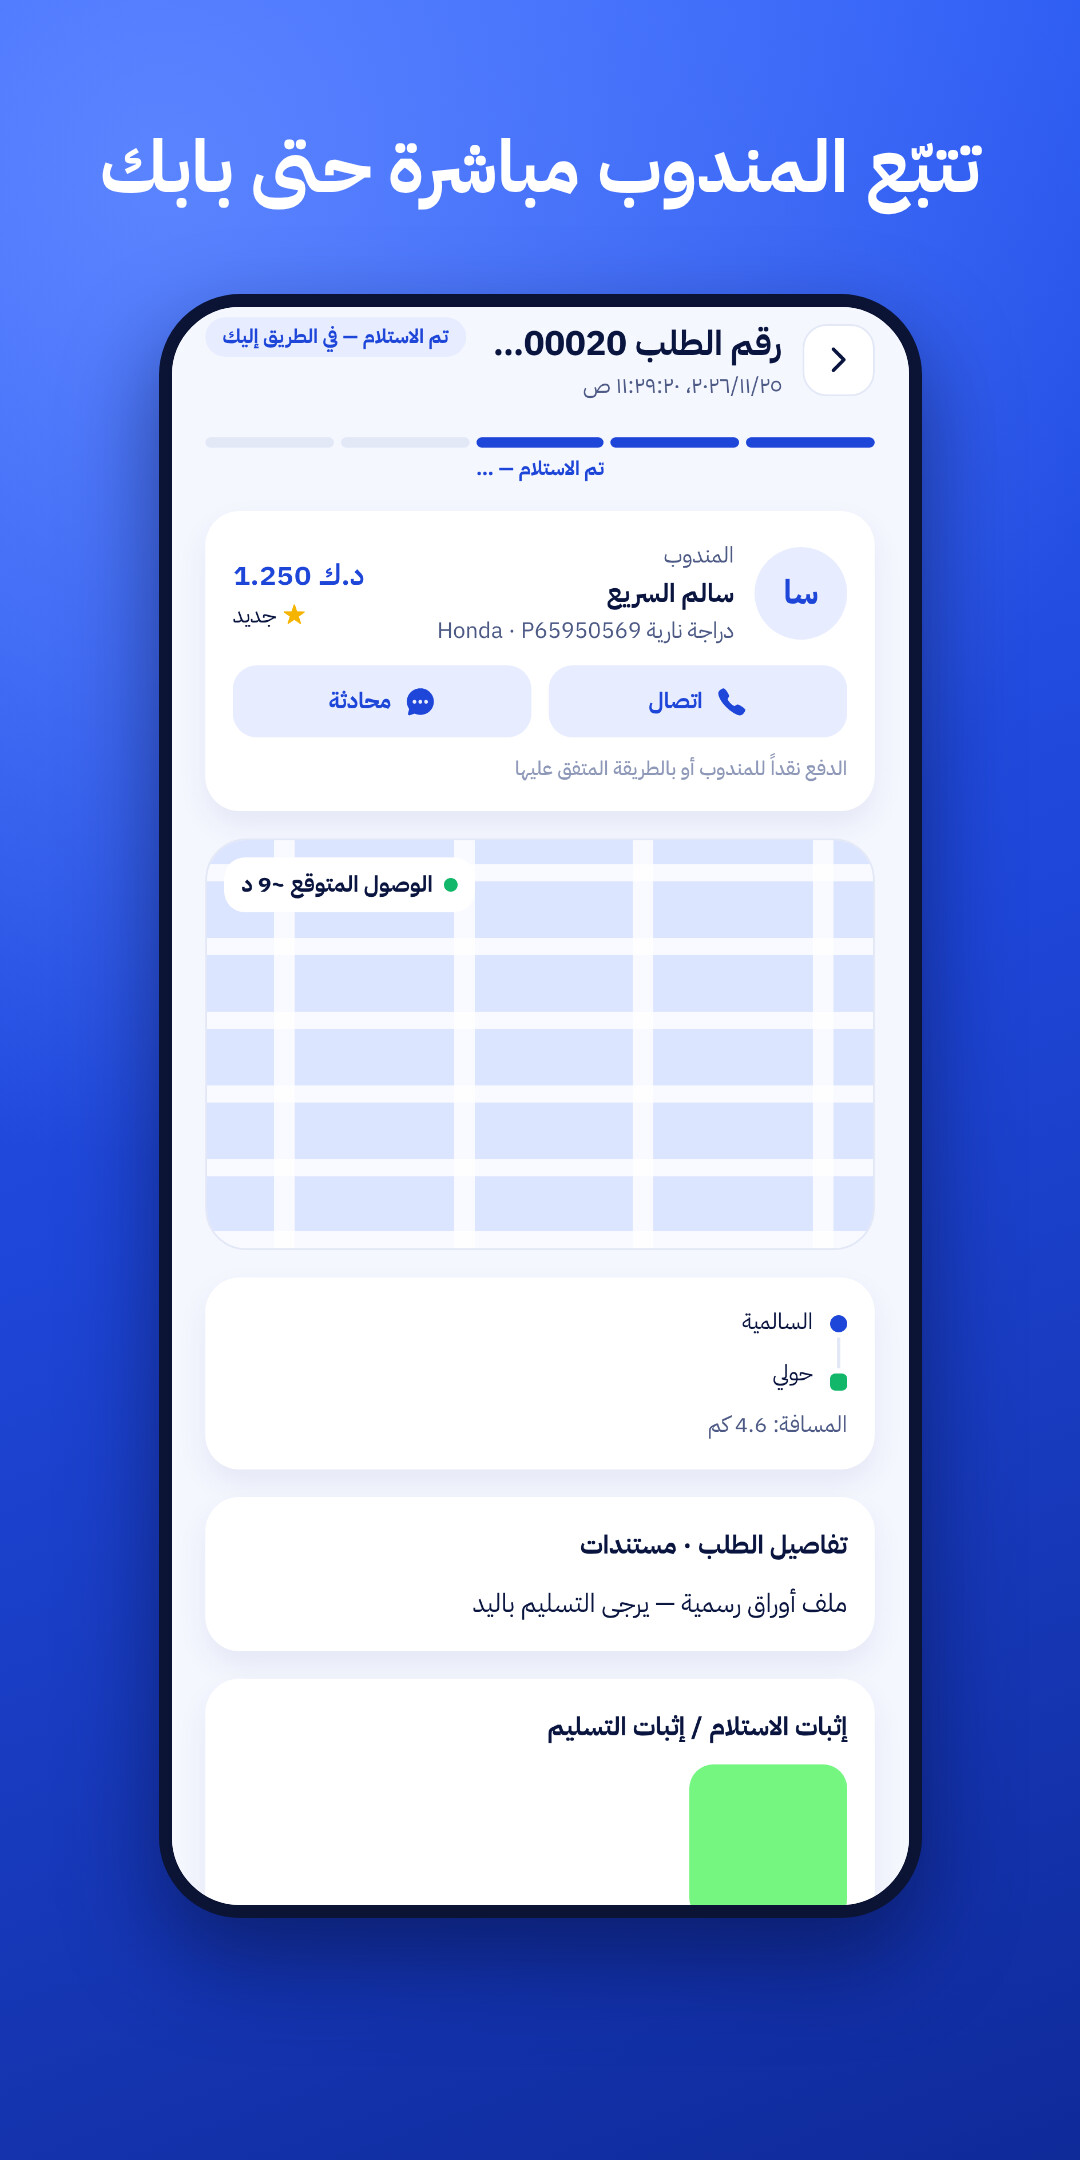 تتبّع المندوب مباشرة حتى بابك
رقم الطلب 00020...
تم الاستلام — في الطريق إليك
٢٠٢٦/١١/٢٥، ١١:٢٩:٢٠ ص
تم الاستلام — ...
سا
المندوب
سالم السريع
دراجة نارية Honda · P65950569
د.ك 1.250
★ جديد
اتصال
محادثة
الدفع نقداً للمندوب أو بالطريقة المتفق عليها
الوصول المتوقع ~9 د
السالمية
حولي
المسافة: 4.6 كم
تفاصيل الطلب · مستندات
ملف أوراق رسمية — يرجى التسليم باليد
إثبات الاستلام / إثبات التسليم